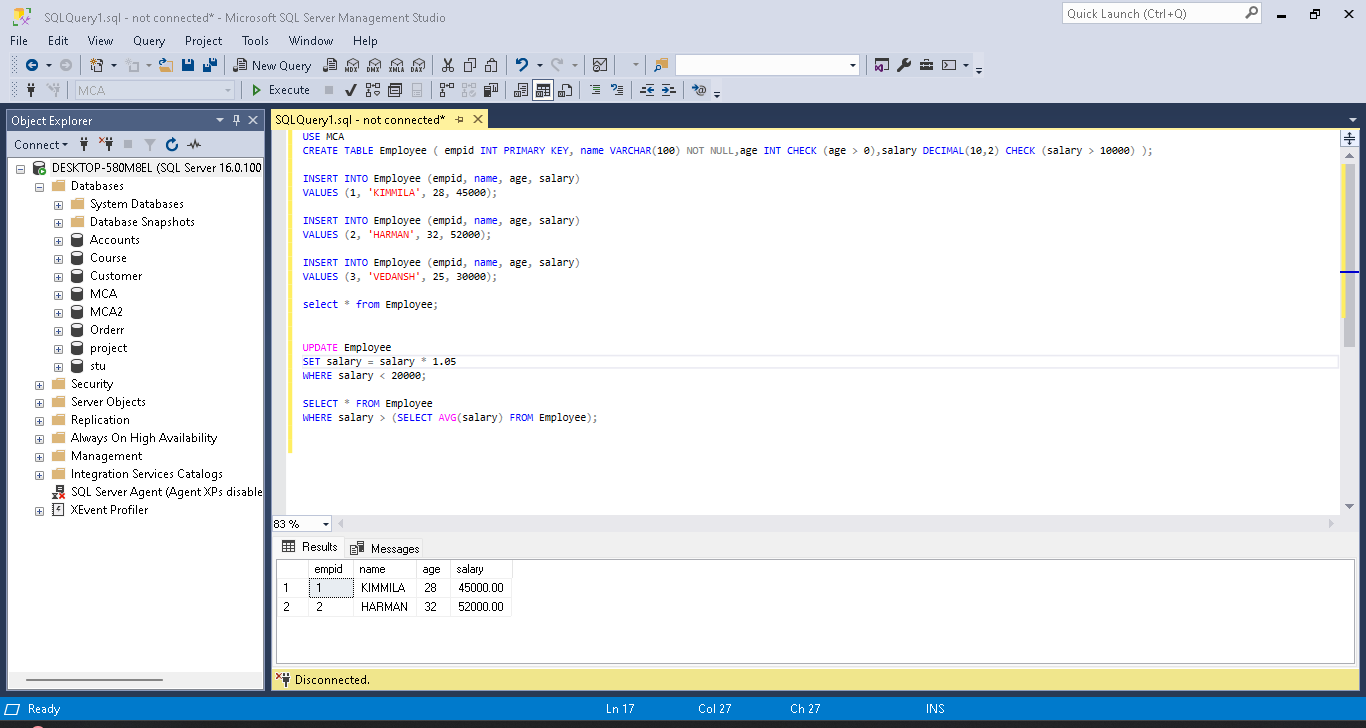 SQLQuery1.sql - not connected* - Microsoft SQL Server Management Studio
Quick Launch (Ctrl+Q)
File Edit View Query Project Tools Window Help
New Query MDX DMX XMLA DAX
MCA Execute
Object Explorer
Connect
DESKTOP-580M8EL (SQL Server 16.0.100
Databases
System Databases
Database Snapshots
Accounts
Course
Customer
MCA
MCA2
Orderr
project
stu
Security
Server Objects
Replication
Always On High Availability
Management
Integration Services Catalogs
SQL Server Agent (Agent XPs disable
XEvent Profiler
SQLQuery1.sql - not connected*
USE MCA
CREATE TABLE Employee ( empid INT PRIMARY KEY, name VARCHAR(100) NOT NULL,age INT CHECK (age > 0),salary DECIMAL(10,2) CHECK (salary > 10000) );
INSERT INTO Employee (empid, name, age, salary)
VALUES (1, 'KIMMILA', 28, 45000);
INSERT INTO Employee (empid, name, age, salary)
VALUES (2, 'HARMAN', 32, 52000);
INSERT INTO Employee (empid, name, age, salary)
VALUES (3, 'VEDANSH', 25, 30000);
select * from Employee;
UPDATE Employee
SET salary = salary * 1.05
WHERE salary < 20000;
SELECT * FROM Employee
WHERE salary > (SELECT AVG(salary) FROM Employee);
83 %
Results Messages
empid name age salary
1 1 KIMMILA 28 45000.00
2 2 HARMAN 32 52000.00
Disconnected.
Ready Ln 17 Col 27 Ch 27 INS